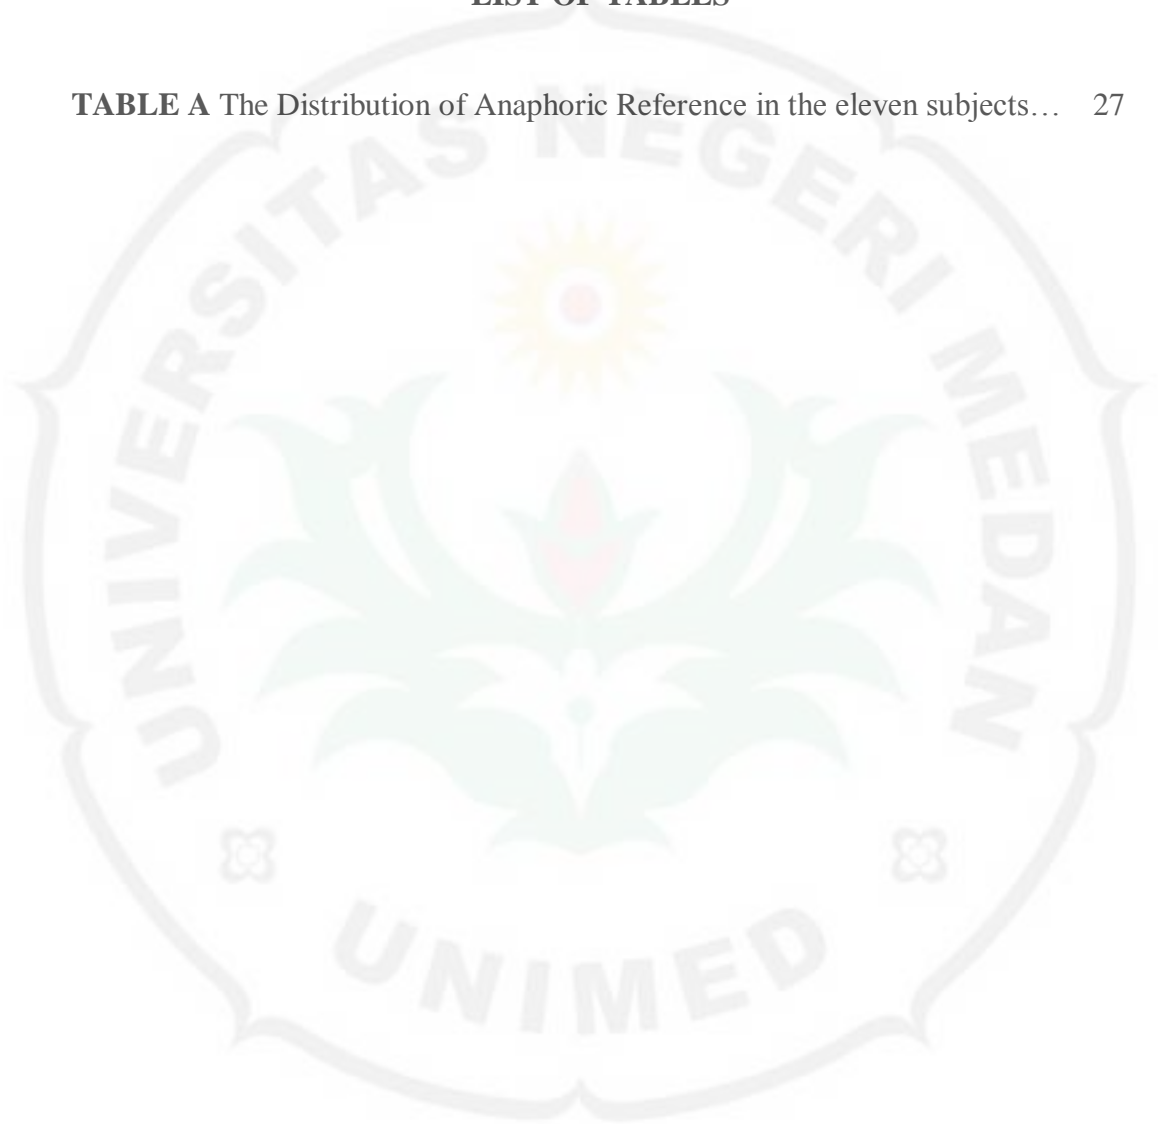 LIST OF TABLES
TABLE A The Distribution of Anaphoric Reference in the eleven subjects… 27
UNIVERSITAS NEGERI MEDAN
UNIMED